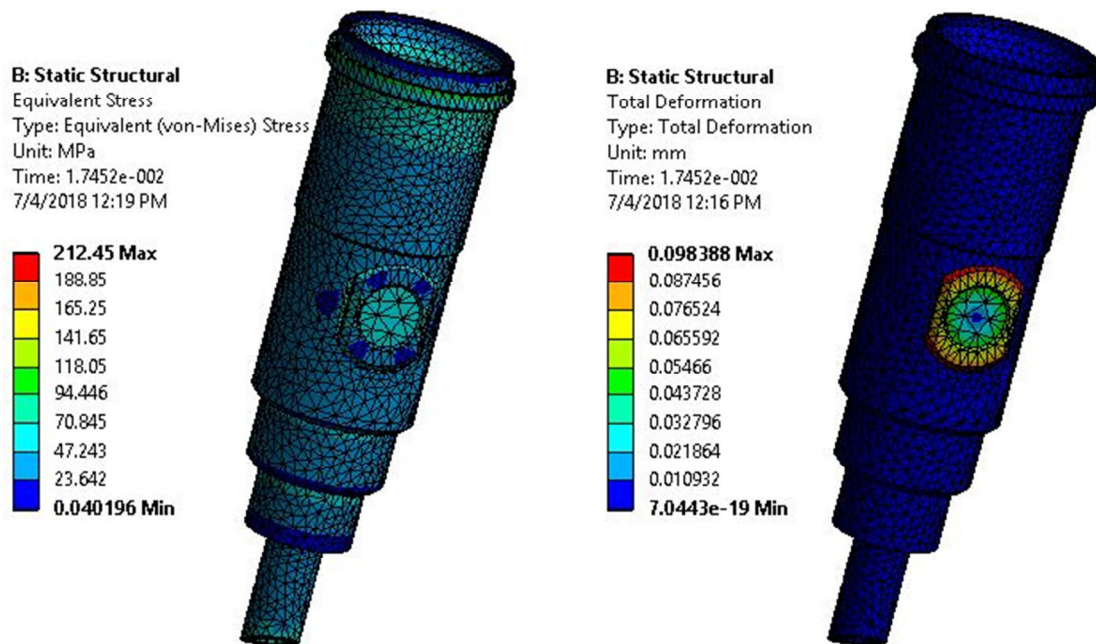 B: Static Structural
Equivalent Stress
Type: Equivalent (von-Mises) Stress
Unit: MPa
Time: 1.7452e-002
7/4/2018 12:19 PM
212.45 Max
188.85
165.25
141.65
118.05
94.446
70.845
47.243
23.642
0.040196 Min
B: Static Structural
Total Deformation
Type: Total Deformation
Unit: mm
Time: 1.7452e-002
7/4/2018 12:16 PM
0.098388 Max
0.087456
0.076524
0.065592
0.05466
0.043728
0.032796
0.021864
0.010932
7.0443e-19 Min